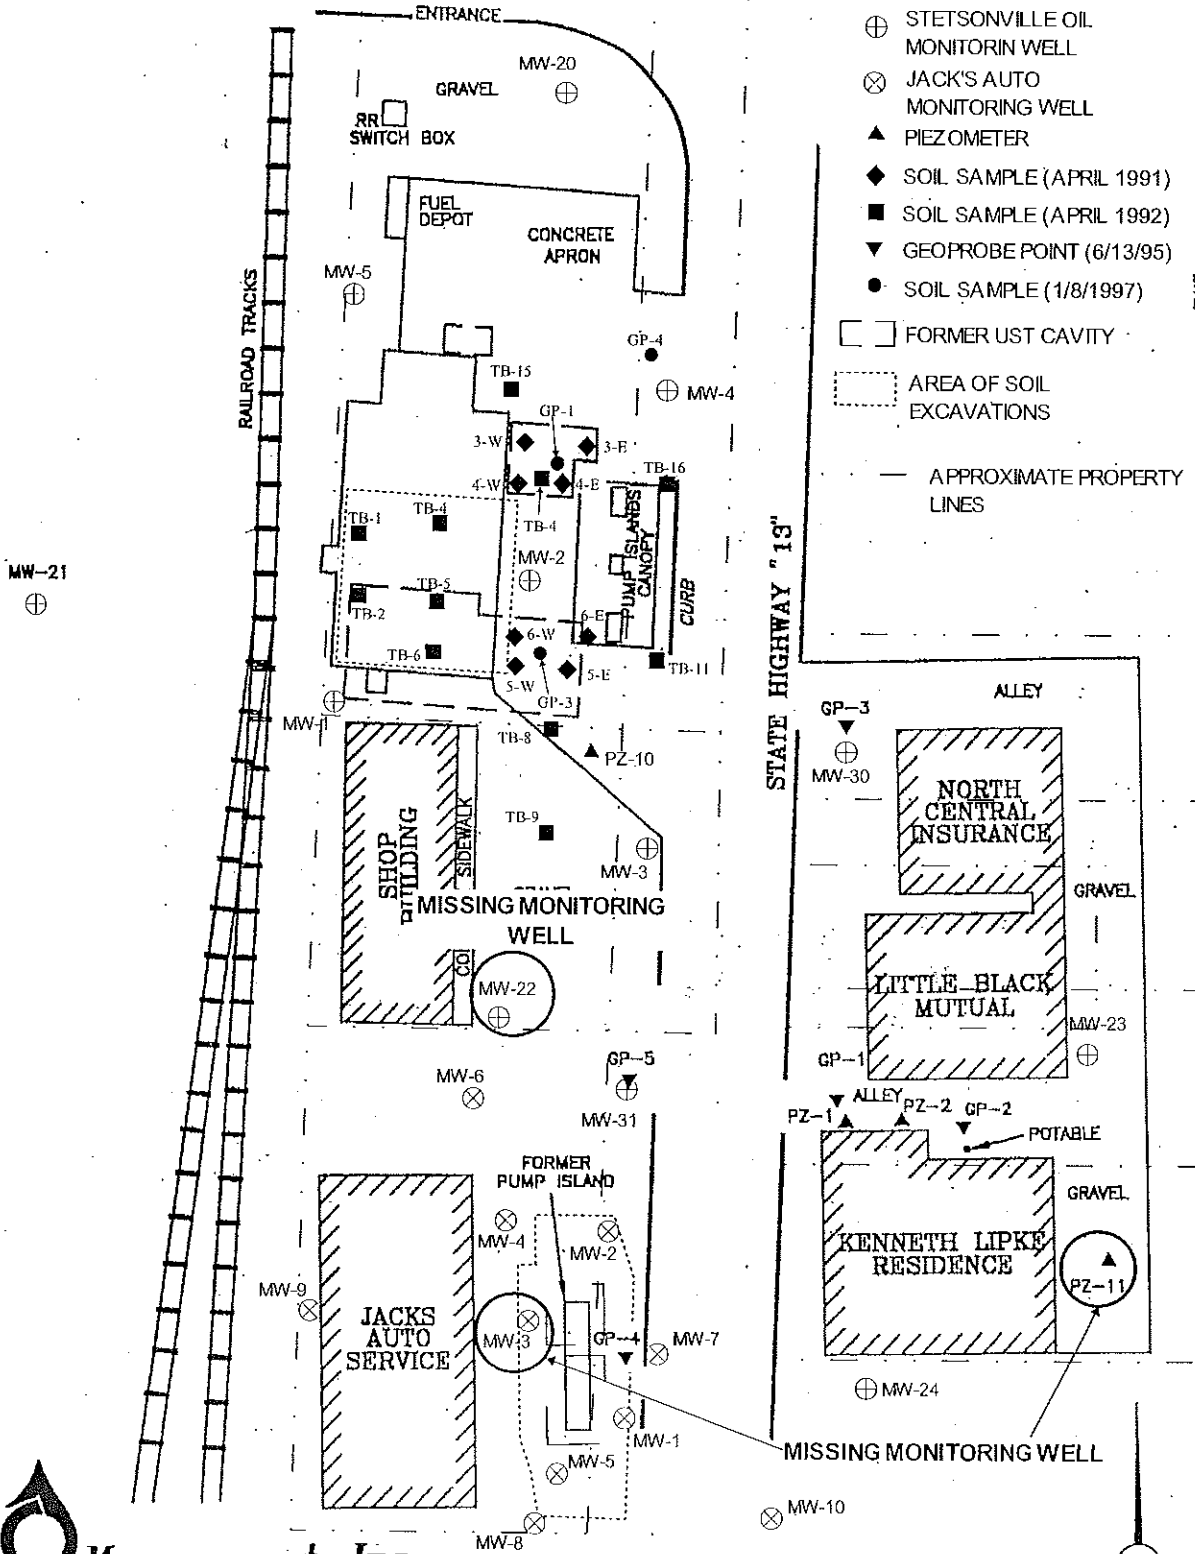 ENTRANCE
STETSONVILLE OIL
MONITORIN WELL
JACK'S AUTO
MONITORING WELL
PIEZOMETER
SOIL SAMPLE (APRIL 1991)
SOIL SAMPLE (APRIL 1992)
GEOPROBE POINT (6/13/95)
SOIL SAMPLE (1/8/1997)
FORMER UST CAVITY
AREA OF SOIL
EXCAVATIONS
APPROXIMATE PROPERTY
LINES
MW-20
GRAVEL
RR
SWITCH BOX
FUEL
DEPOT
CONCRETE
APRON
MW-5
RAILROAD TRACKS
GP-4
MW-4
TB-15
GP-1
3-W
3-E
4-W
4-E
TB-4
TB-16
TB-1
TB-4
MW-2
PUMP ISLANDS
CANOPY
CURB
STATE HIGHWAY "13"
MW-21
TB-2
TB-5
TB-6
6-W
6-E
5-W
5-E
GP-3
TB-11
MW-1
TB-8
PZ-10
ALLEY
GP-3
MW-30
NORTH
CENTRAL
INSURANCE
SHOP
BUILDING
SIDEWALK
TB-9
MW-3
GRAVEL
MISSING MONITORING
WELL
MW-22
LITTLE BLACK
MUTUAL
MW-23
MW-6
GP-5
MW-31
GP-1
ALLEY
PZ-1
PZ-2
GP-2
POTABLE
FORMER
PUMP ISLAND
GRAVEL
MW-4
MW-2
KENNETH LIPKE
RESIDENCE
PZ-11
MW-9
JACKS
AUTO
SERVICE
MW-3
GP-4
MW-7
MW-24
MW-1
MISSING MONITORING WELL
MW-5
MW-10
MW-8